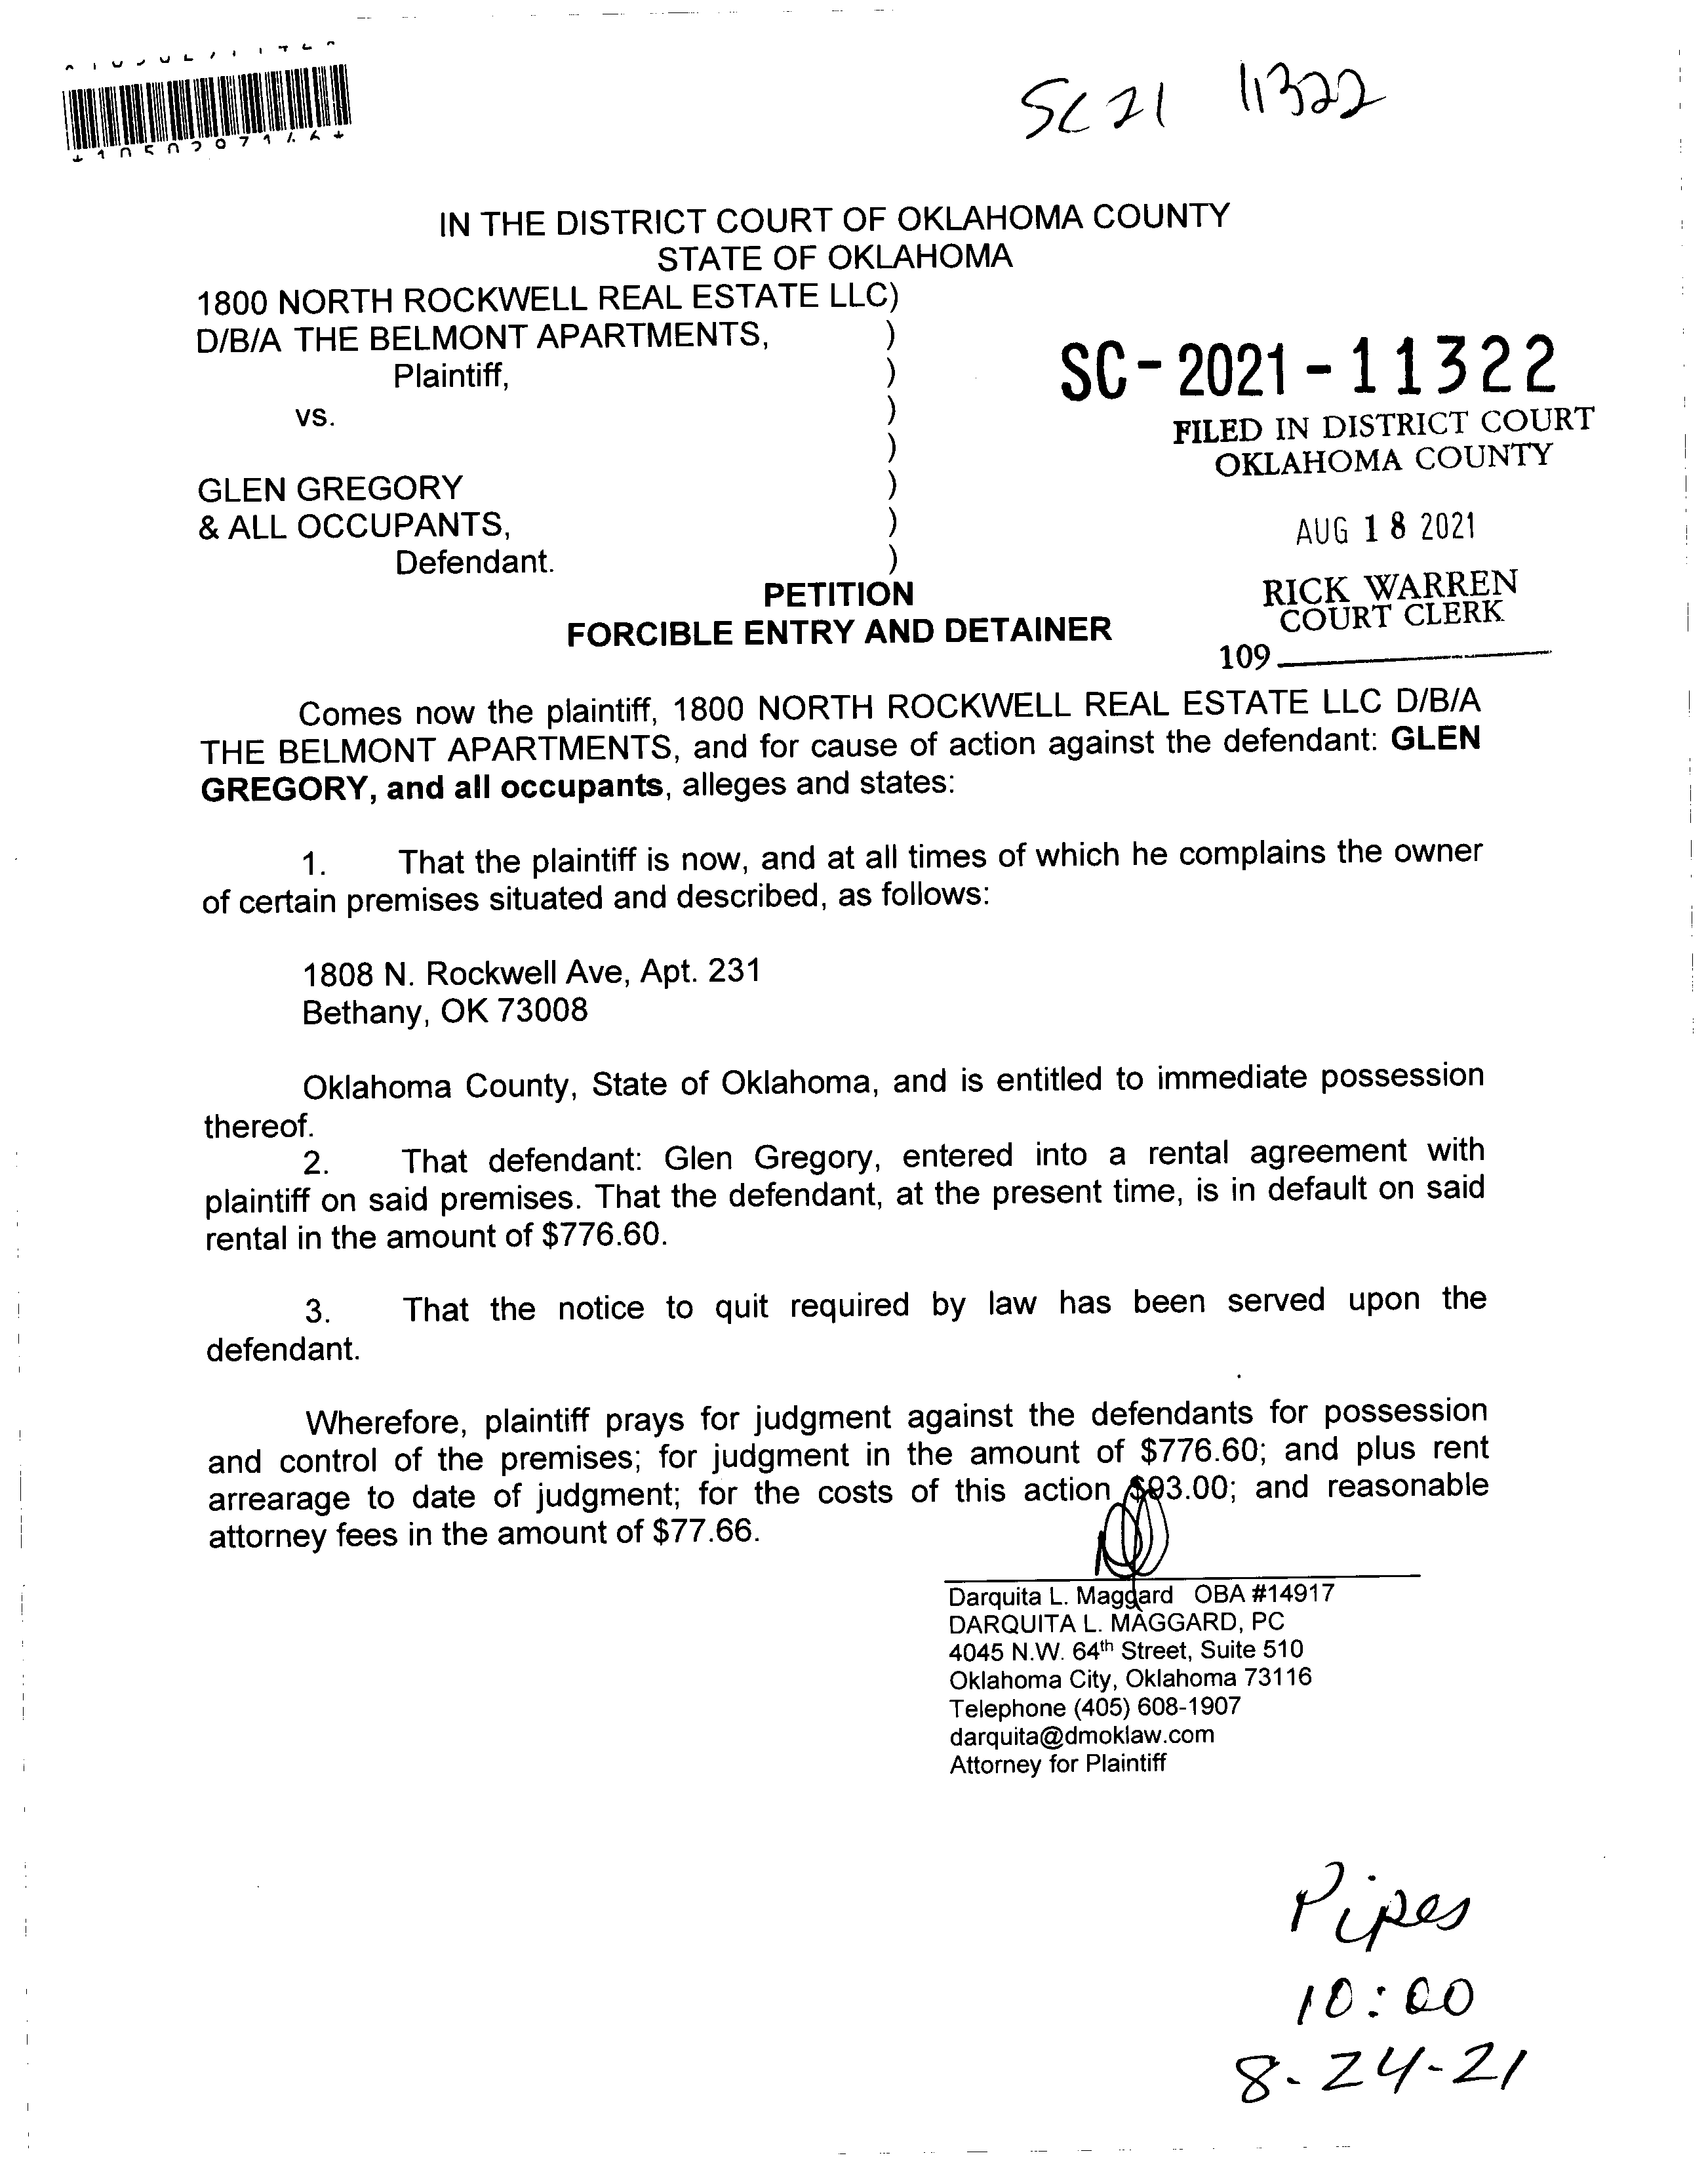 SC 21 11322
IN THE DISTRICT COURT OF OKLAHOMA COUNTY
STATE OF OKLAHOMA
1800 NORTH ROCKWELL REAL ESTATE LLC)
D/B/A THE BELMONT APARTMENTS, )
Plaintiff, )
vs. )
)
GLEN GREGORY )
& ALL OCCUPANTS, )
Defendant. )
SC-2021-11322
FILED IN DISTRICT COURT
OKLAHOMA COUNTY
AUG 18 2021
RICK WARREN
COURT CLERK
109
PETITION
FORCIBLE ENTRY AND DETAINER
Comes now the plaintiff, 1800 NORTH ROCKWELL REAL ESTATE LLC D/B/A
THE BELMONT APARTMENTS, and for cause of action against the defendant: GLEN
GREGORY, and all occupants, alleges and states:
1. That the plaintiff is now, and at all times of which he complains the owner
of certain premises situated and described, as follows:
1808 N. Rockwell Ave, Apt. 231
Bethany, OK 73008
Oklahoma County, State of Oklahoma, and is entitled to immediate possession
thereof.
2. That defendant: Glen Gregory, entered into a rental agreement with
plaintiff on said premises. That the defendant, at the present time, is in default on said
rental in the amount of $776.60.
3. That the notice to quit required by law has been served upon the
defendant.
Wherefore, plaintiff prays for judgment against the defendants for possession
and control of the premises; for judgment in the amount of $776.60; and plus rent
arrearage to date of judgment; for the costs of this action $93.00; and reasonable
attorney fees in the amount of $77.66.
Darquita L. Maggard OBA #14917
DARQUITA L. MAGGARD, PC
4045 N.W. 64th Street, Suite 510
Oklahoma City, Oklahoma 73116
Telephone (405) 608-1907
darquita@dmoklaw.com
Attorney for Plaintiff
Pipes
10:00
8-24-21